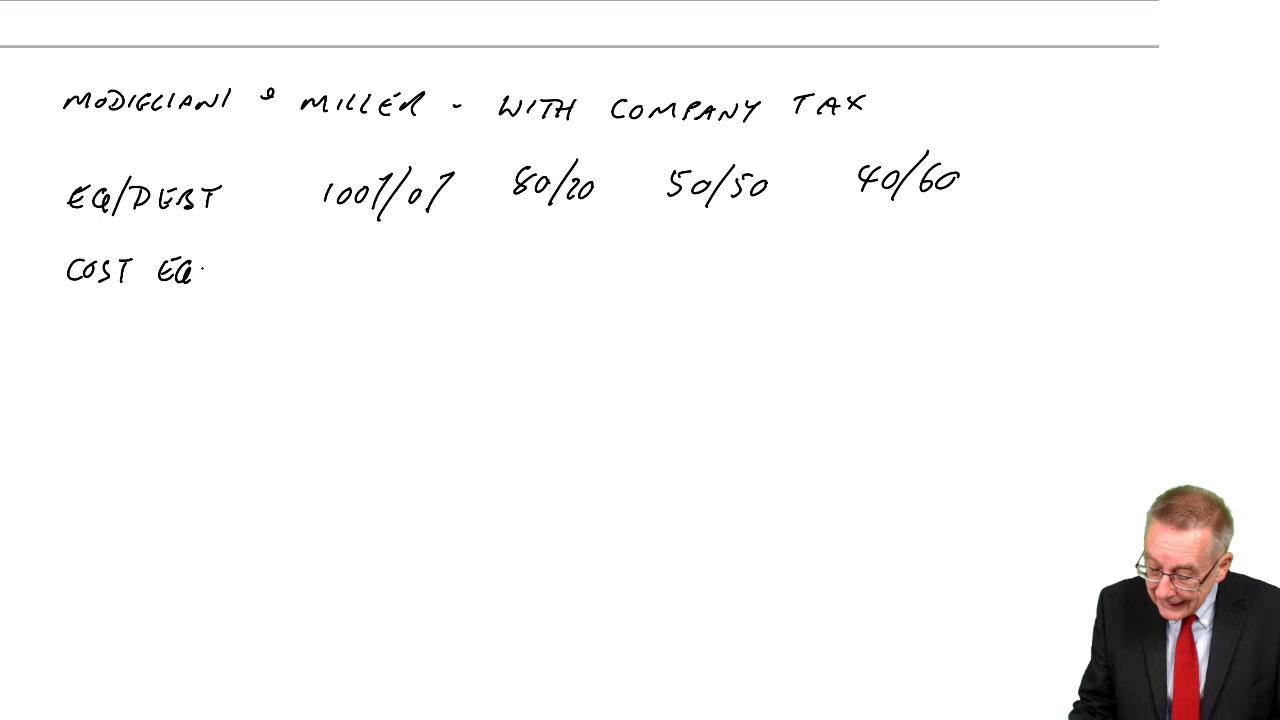 MODIGLIANI & MILLER - WITH COMPANY TAX
EQ/DEBT 100%/0% 80/20 50/50 40/60
COST EQ.